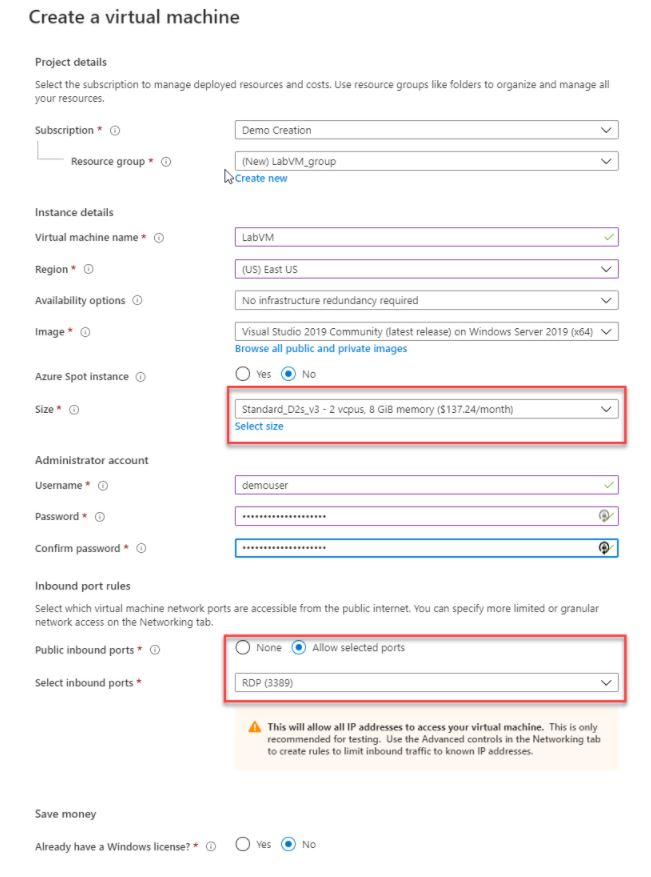 Create a virtual machine
Project details
Select the subscription to manage deployed resources and costs. Use resource groups like folders to organize and manage all
your resources.
Subscription *
Demo Creation
Resource group *
(New) LabVM_group
Create new
Instance details
Virtual machine name *
LabVM
Region *
(US) East US
Availability options
No infrastructure redundancy required
Image *
Visual Studio 2019 Community (latest release) on Windows Server 2019 (x64)
Browse all public and private images
Azure Spot instance
Yes No
Size *
Standard_D2s_v3 - 2 vcpus, 8 GiB memory ($137.24/month)
Select size
Administrator account
Username *
demouser
Password *
Confirm password *
Inbound port rules
Select which virtual machine network ports are accessible from the public internet. You can specify more limited or granular
network access on the Networking tab.
Public inbound ports *
None Allow selected ports
Select inbound ports *
RDP (3389)
This will allow all IP addresses to access your virtual machine. This is only
recommended for testing. Use the Advanced controls in the Networking tab
to create rules to limit inbound traffic to known IP addresses.
Save money
Already have a Windows license? *
Yes No